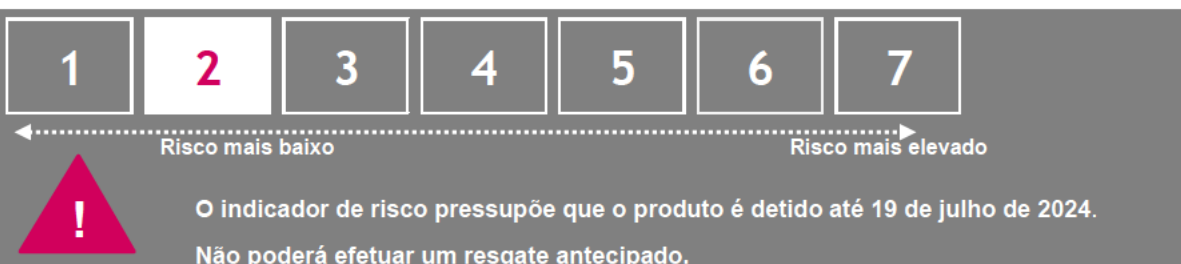 1 2 3 4 5 6 7
Risco mais baixo Risco mais elevado
!
O indicador de risco pressupõe que o produto é detido até 19 de julho de 2024.
Não poderá efetuar um resgate antecipado.